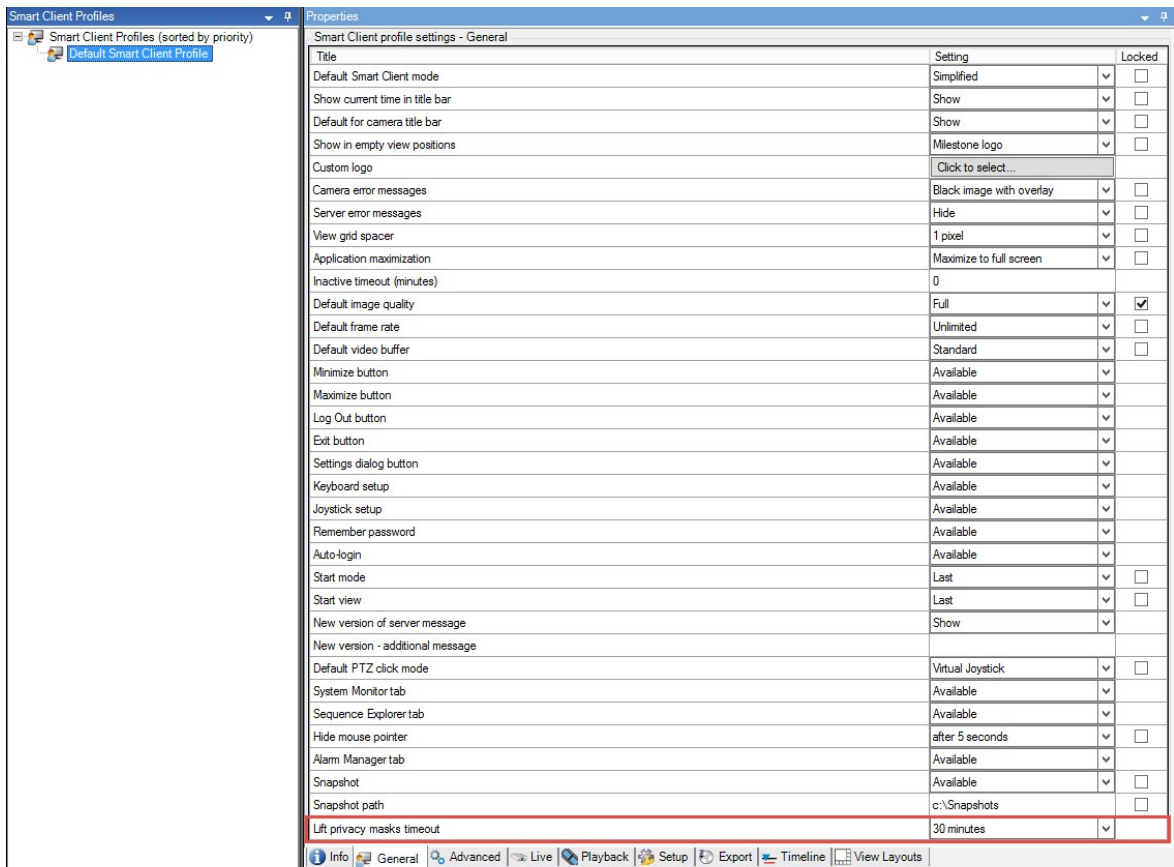 Smart Client Profiles
Properties
Smart Client Profiles (sorted by priority)
Default Smart Client Profile
Smart Client profile settings - General
Title Setting Locked
Default Smart Client mode Simplified
Show current time in title bar Show
Default for camera title bar Show
Show in empty view positions Milestone logo
Custom logo Click to select...
Camera error messages Black image with overlay
Server error messages Hide
View grid spacer 1 pixel
Application maximization Maximize to full screen
Inactive timeout (minutes) 0
Default image quality Full
Default frame rate Unlimited
Default video buffer Standard
Minimize button Available
Maximize button Available
Log Out button Available
Exit button Available
Settings dialog button Available
Keyboard setup Available
Joystick setup Available
Remember password Available
Auto-login Available
Start mode Last
Start view Last
New version of server message Show
New version - additional message
Default PTZ click mode Virtual Joystick
System Monitor tab Available
Sequence Explorer tab Available
Hide mouse pointer after 5 seconds
Alarm Manager tab Available
Snapshot Available
Snapshot path c:\Snapshots
Lift privacy masks timeout 30 minutes
Info General Advanced Live Playback Setup Export Timeline View Layouts